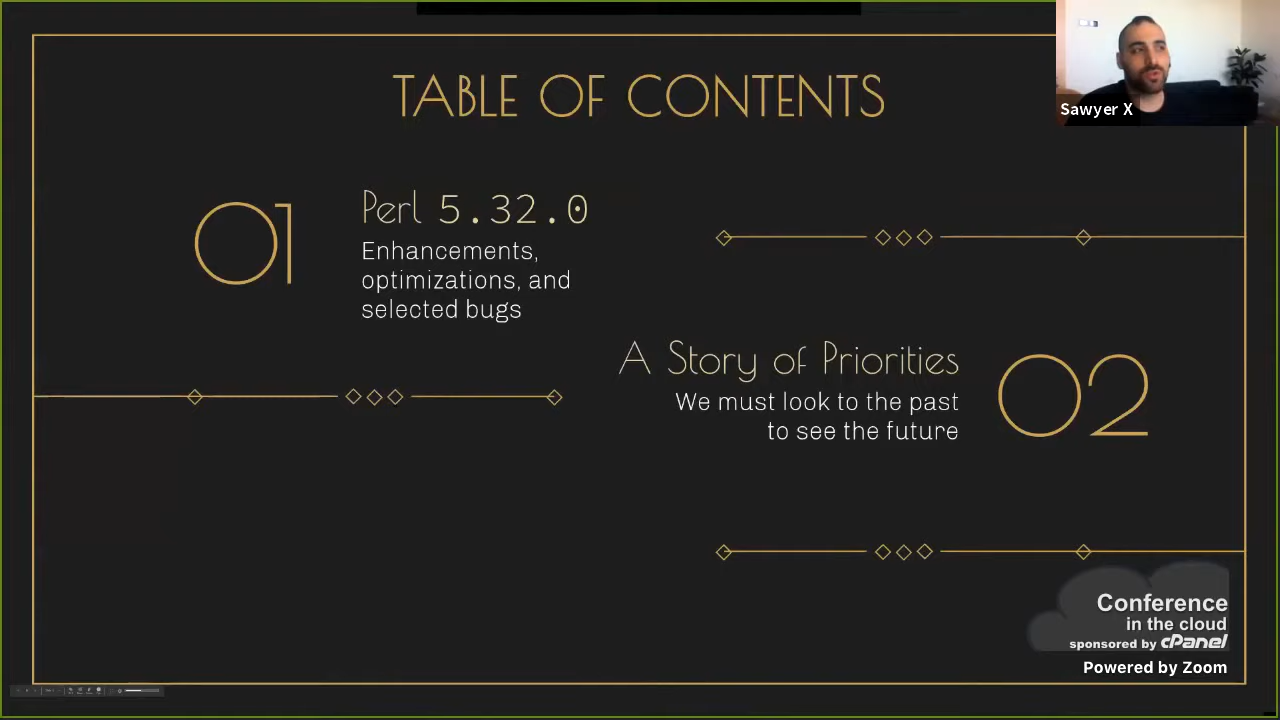 TABLE OF CONTENTS
Sawyer X
01
Perl 5.32.0
Enhancements,
optimizations, and
selected bugs
A Story of Priorities
We must look to the past
to see the future
02
Conference
in the cloud
sponsored by cPanel
Powered by Zoom